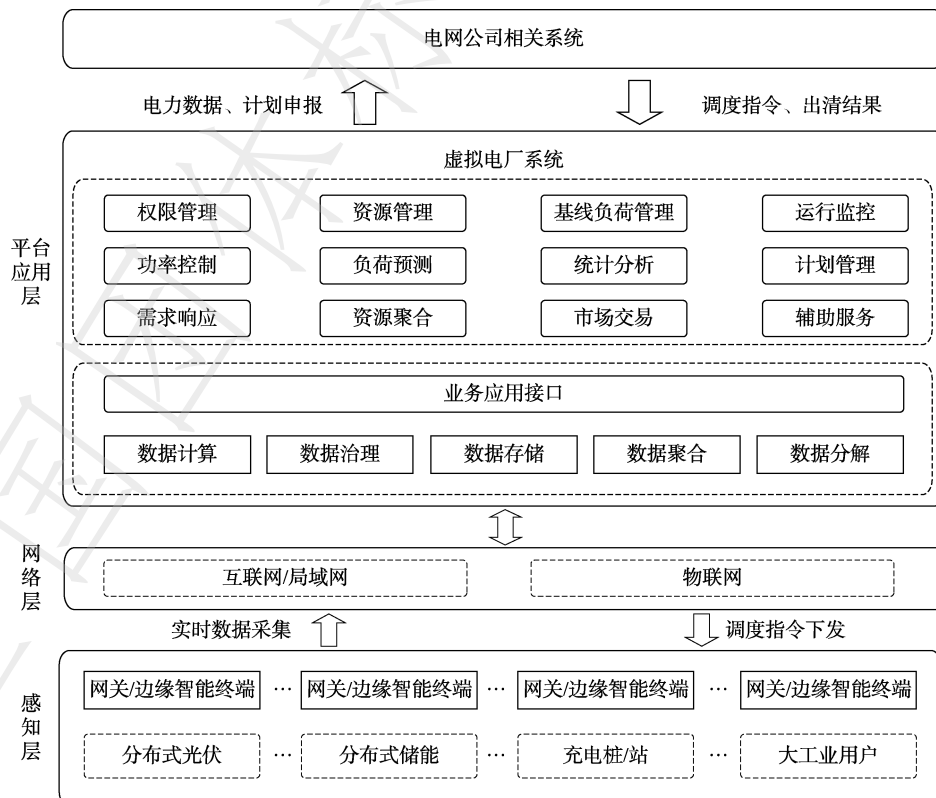 电网公司相关系统
电力数据、计划申报
调度指令、出清结果
虚拟电厂系统
平台
应用
层
权限管理
资源管理
基线负荷管理
运行监控
功率控制
负荷预测
统计分析
计划管理
需求响应
资源聚合
市场交易
辅助服务
业务应用接口
数据计算
数据治理
数据存储
数据聚合
数据分解
网
络
层
互联网/局域网
物联网
实时数据采集
调度指令下发
感
知
层
网关/边缘智能终端 … 网关/边缘智能终端 … 网关/边缘智能终端 … 网关/边缘智能终端
分布式光伏 … 分布式储能 … 充电桩/站 … 大工业用户
国团体标